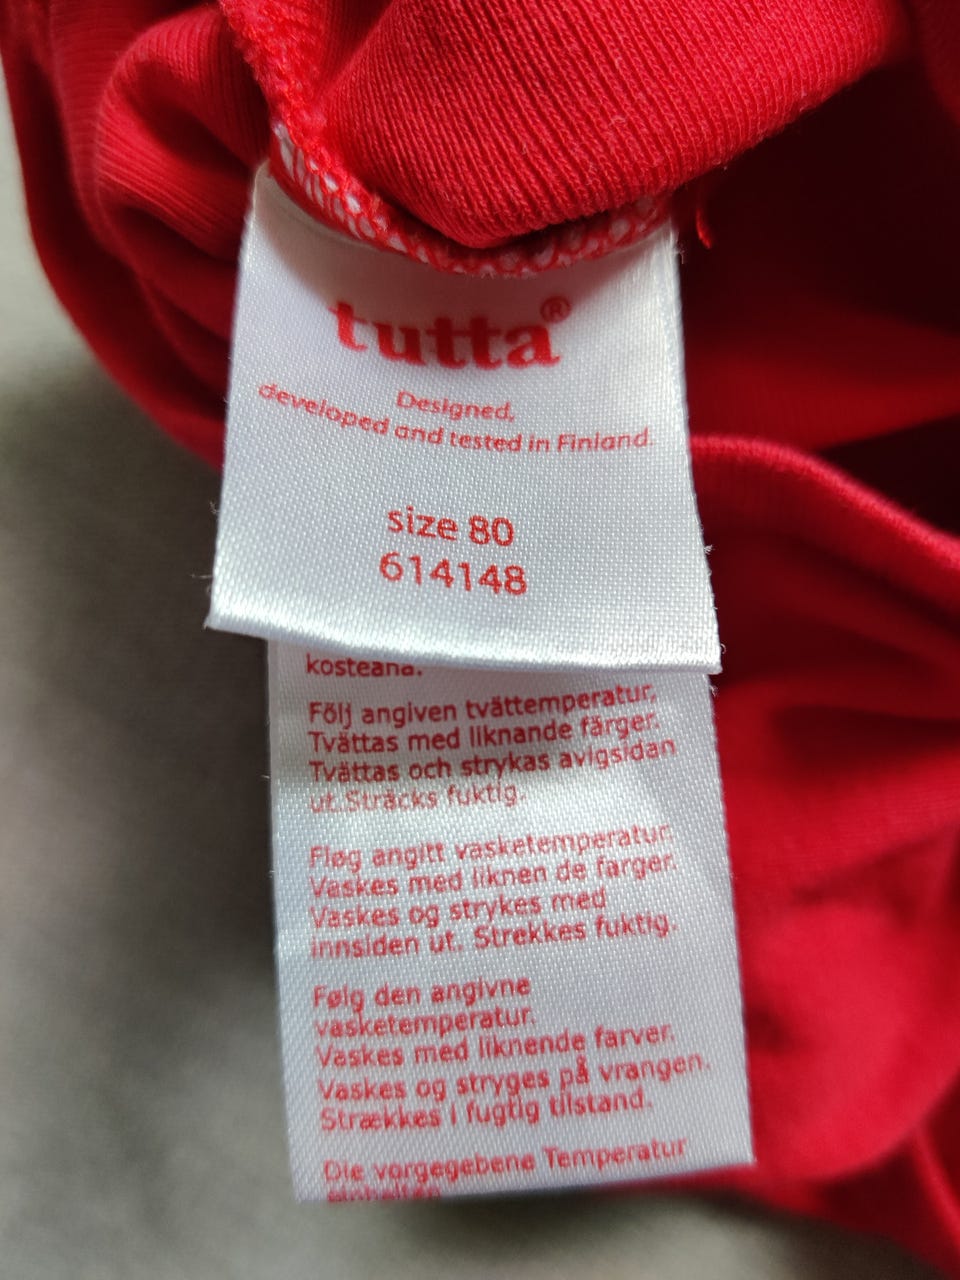 tutta®
Designed,
developed and tested in Finland.
size 80
614148
kosteana.
Följ angiven tvättemperatur.
Tvättas med liknande färger.
Tvättas och strykas avigsidan
ut. Sträcks fuktig.
Fløg angitt vasketemperatur.
Vaskes med liknen de farger.
Vaskes og strykes med
innsiden ut. Strekkes fuktig.
Følg den angivne
vasketemperatur.
Vaskes med liknende farver.
Vaskes og stryges på vrangen.
Strækkes i fugtig tilstand.
Die vorgegebene Temperatur